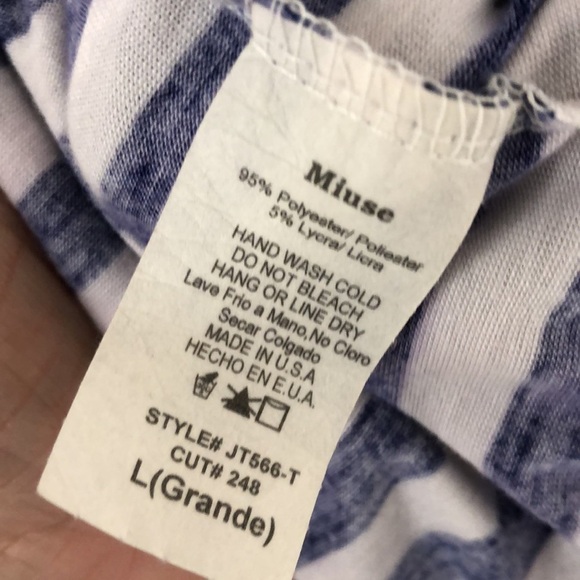 Miuse
95% Polyester/ Poliester
5% Lycra/ Licra
HAND WASH COLD
DO NOT BLEACH
HANG OR LINE DRY
Lave Frio a Mano,No Cloro
Secar Colgado
MADE IN U.S.A
HECHO EN E.U.A.
STYLE# JT566-T
CUT# 248
L(Grande)